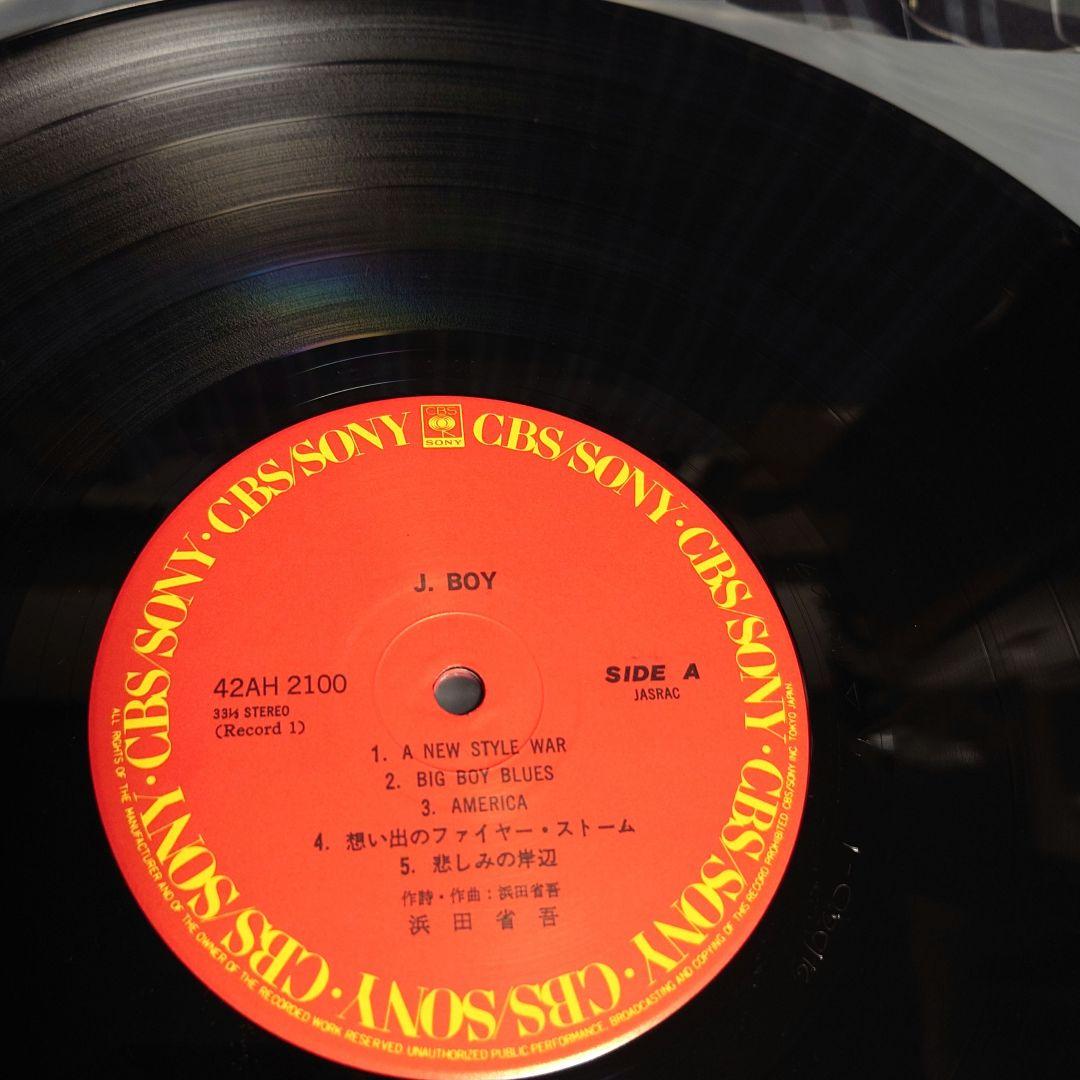 CBS
SONY
CBS/SONY · CBS/SONY · CBS/SONY · CBS/SONY · CBS/SONY · CBS/SONY · CBS/SONY · CBS/SONY · CBS/SONY
J. BOY
42AH 2100
33⅓ STEREO
(Record 1)
SIDE A
JASRAC
1. A NEW STYLE WAR
2. BIG BOY BLUES
3. AMERICA
4. 想い出のファイヤー・ストーム
5. 悲しみの岸辺
作詩・作曲：浜田省吾
浜田省吾
ALL RIGHTS OF THE MANUFACTURER AND OF THE OWNER OF THE RECORDED WORK RESERVED. UNAUTHORIZED PUBLIC PERFORMANCE, BROADCASTING AND COPYING OF THIS RECORD PROHIBITED CBS/SONY INC. TOKYO JAPAN.